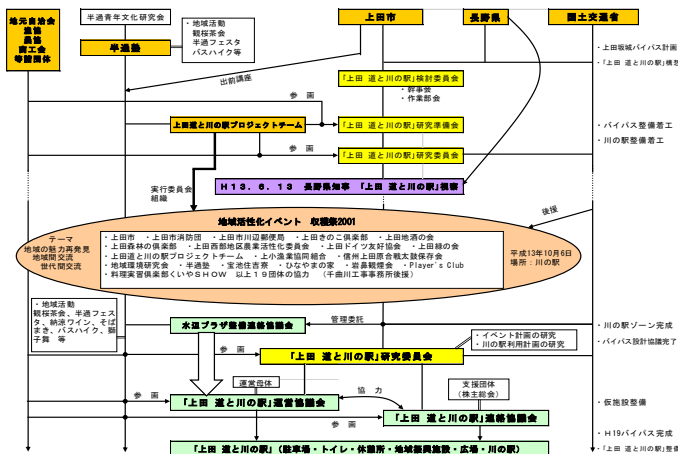 地元自治会
漁協
農協
商工会
等諸団体
半過青年文化研究会
半過塾
・地域活動
観桜茶会
半過フェスタ
バスハイク等
上田市
長野県
国土交通省
・上田坂城バイパス計画
・「上田 道と川の駅」構想
出前講座
「上田 道と川の駅」検討委員会
・幹事会
・作業部会
参 画
上田道と川の駅プロジェクトチーム
「上田 道と川の駅」研究準備会
・バイパス整備着工
・川の駅整備着工
参 画
「上田 道と川の駅」研究委員会
実行委員会
組織
H13.6.13 長野県知事 「上田 道と川の駅」視察
後援
地域活性化イベント 収穫祭2001
テーマ
地域の魅力再発見
地域間交流
世代間交流
・上田市 ・上田市消防団 ・上田市川辺郵便局 ・上田きのこ倶楽部 ・上田地酒の会
・上田森林の倶楽部 ・上田西部地区農業活性化委員会 ・上田ドイツ友好協会 ・上田緑の会
・上田道と川の駅プロジェクトチーム ・上小漁業協同組合 ・信州上田原合戦太鼓保存会
・地域環境研究会 ・半過塾 ・宝池住吉寮 ・ひなやまの家 ・岩鼻観煙会 ・Player's Club
・料理実習倶楽部くいやSHOW 以上19団体の協力 （千曲川工事事務所後援）
平成13年10月6日
場所：川の駅
・地域活動
観桜茶会、半過フェス
タ、納涼ワイン、そば
まき、バスハイク、獅
子舞 等
水辺プラザ整備連絡協議会
管理委託
・川の駅ゾーン完成
・バイパス設計協議完了
・イベント計画の研究
・川の駅利用計画の研究
「上田 道と川の駅」研究委員会
運営母体
支援団体
（株主総会）
参 画
協 力
「上田 道と川の駅」運営協議会
・仮施設整備
「上田 道と川の駅」連絡協議会
参 画
・H19バイパス完成
「上田 道と川の駅」（駐車場・トイレ・休憩所・地域振興施設・広場・川の駅）
・「上田 道と川の駅」整備